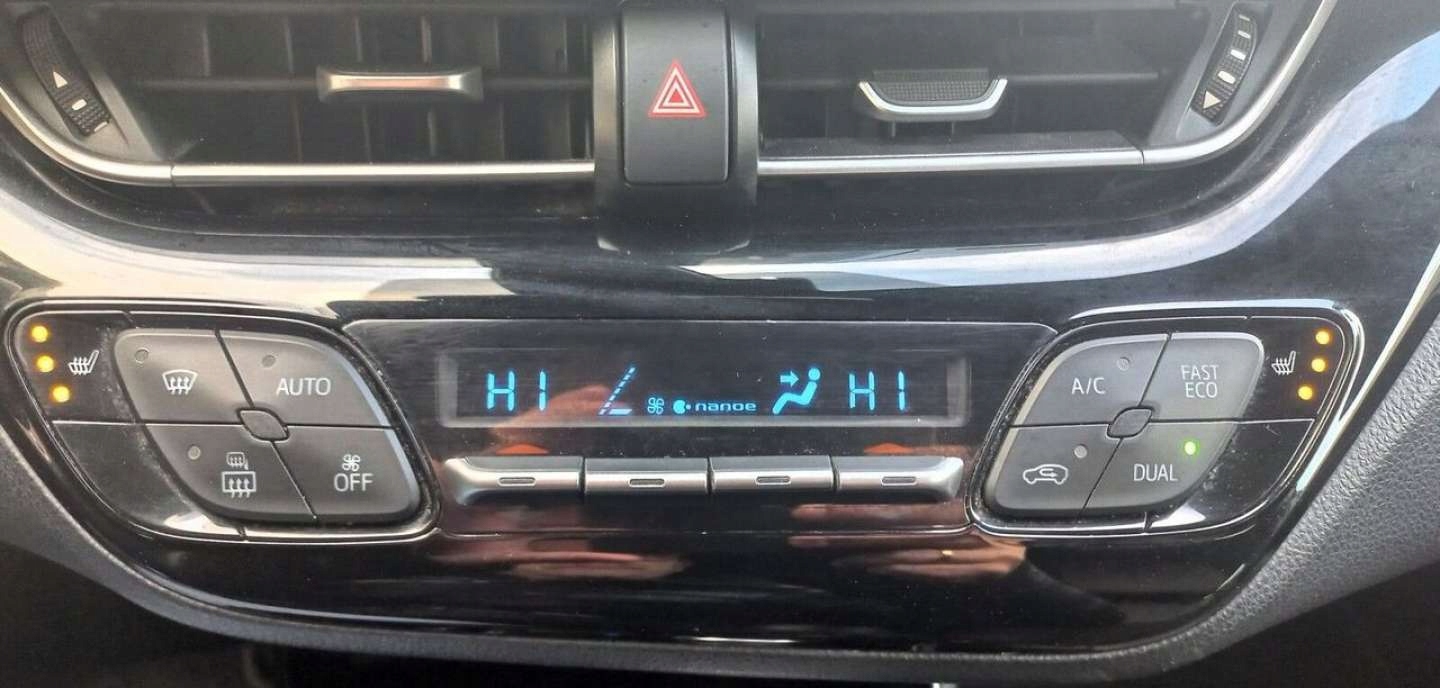 HI nanoe HI
AUTO
OFF
A/C
FAST
ECO
DUAL